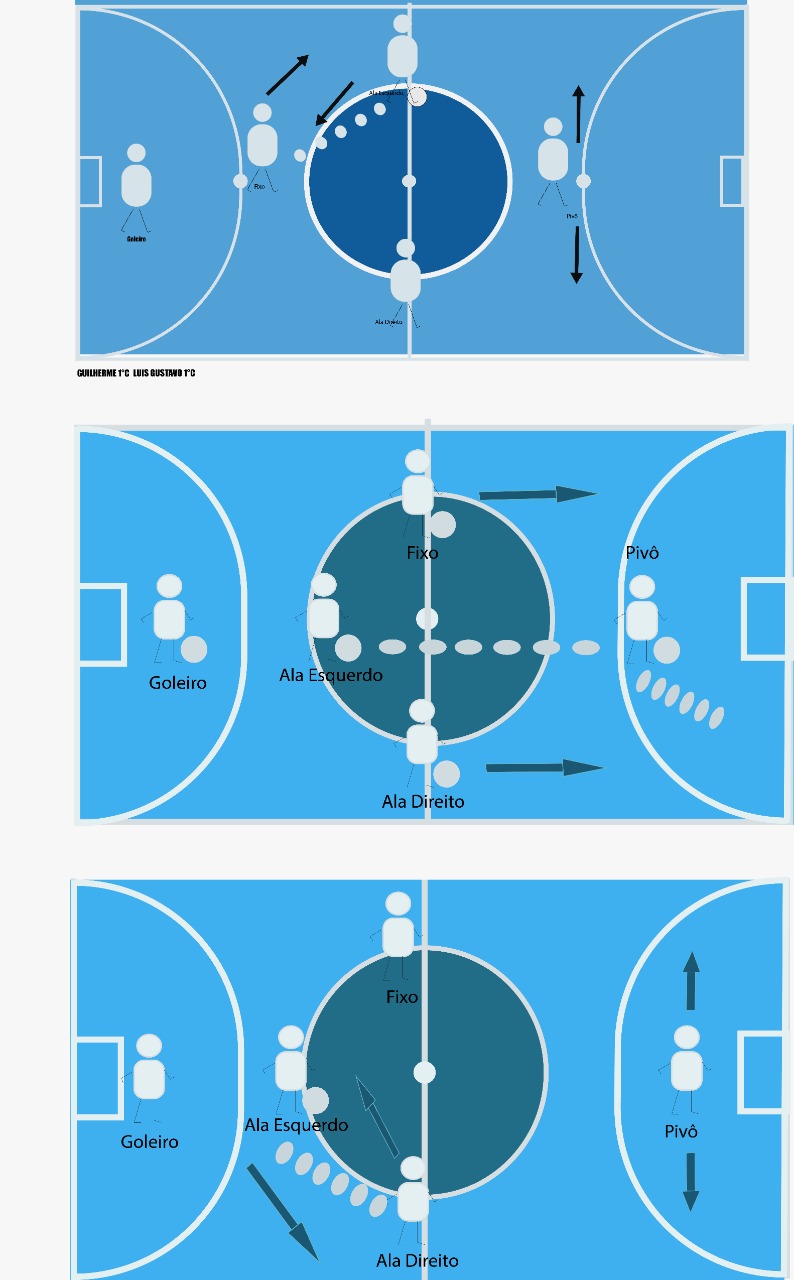 Ala Esquerdo
Fixo
Goleiro
Pivô
Ala Direito
GUILHERME 1°C LUIS GUSTAVO 1°C
Fixo
Pivô
Goleiro
Ala Esquerdo
Ala Direito
Fixo
Ala Esquerdo
Goleiro
Pivô
Ala Direito